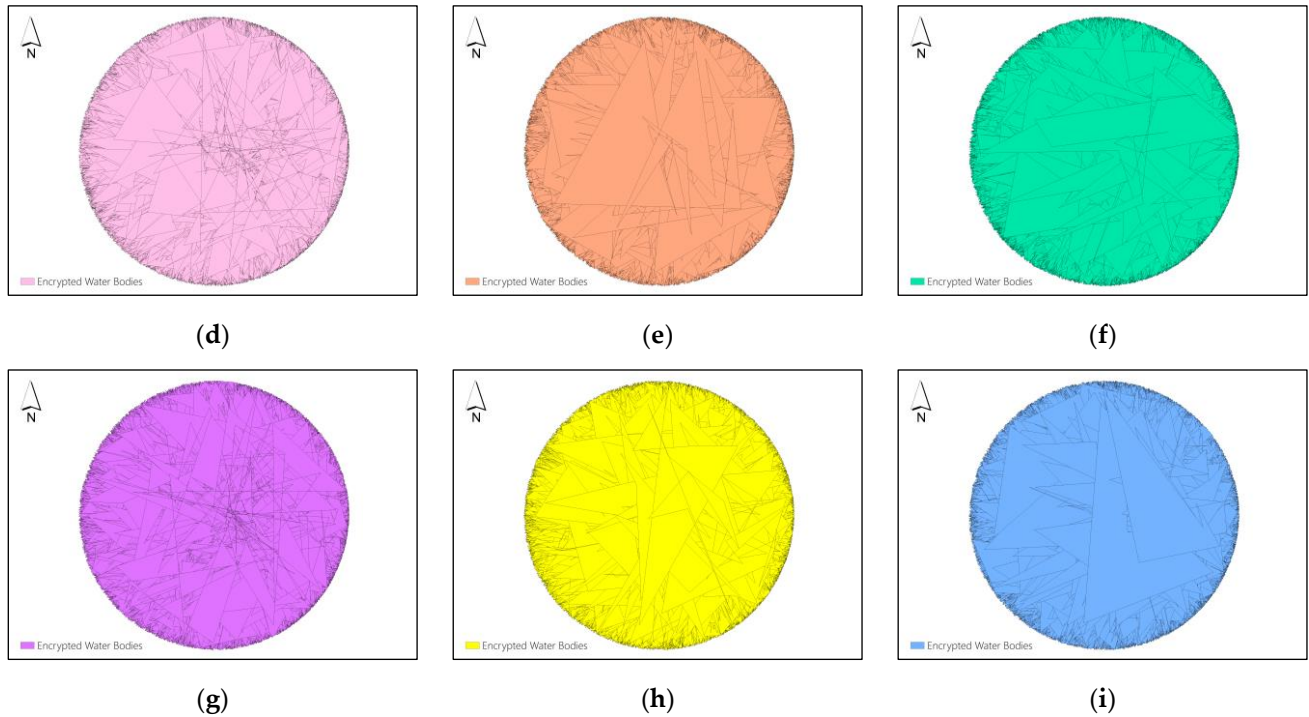 N
N
N
Encrypted Water Bodies
Encrypted Water Bodies
Encrypted Water Bodies
(d)
(e)
(f)
N
N
N
Encrypted Water Bodies
Encrypted Water Bodies
Encrypted Water Bodies
(g)
(h)
(i)